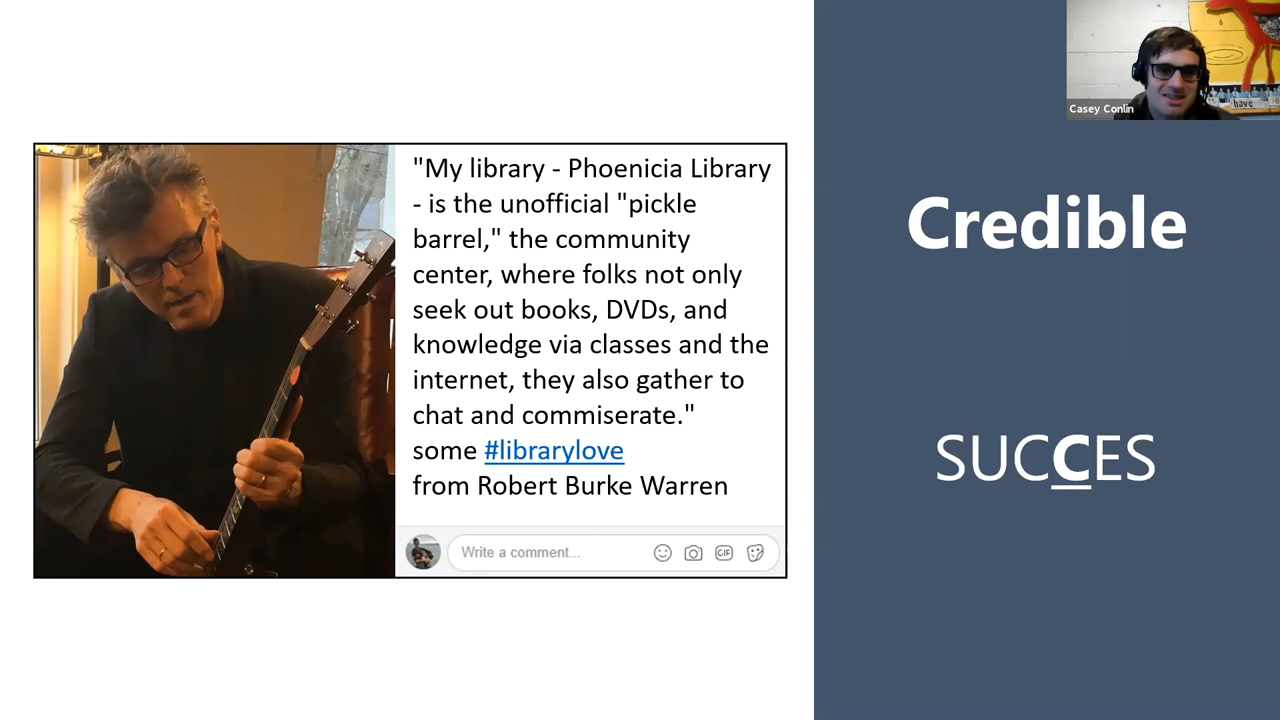 "My library - Phoenicia Library
- is the unofficial "pickle
barrel," the community
center, where folks not only
seek out books, DVDs, and
knowledge via classes and the
internet, they also gather to
chat and commiserate."
some #librarylove
from Robert Burke Warren
Write a comment...
GIF
Credible
SUCCES
Casey Conlin
have